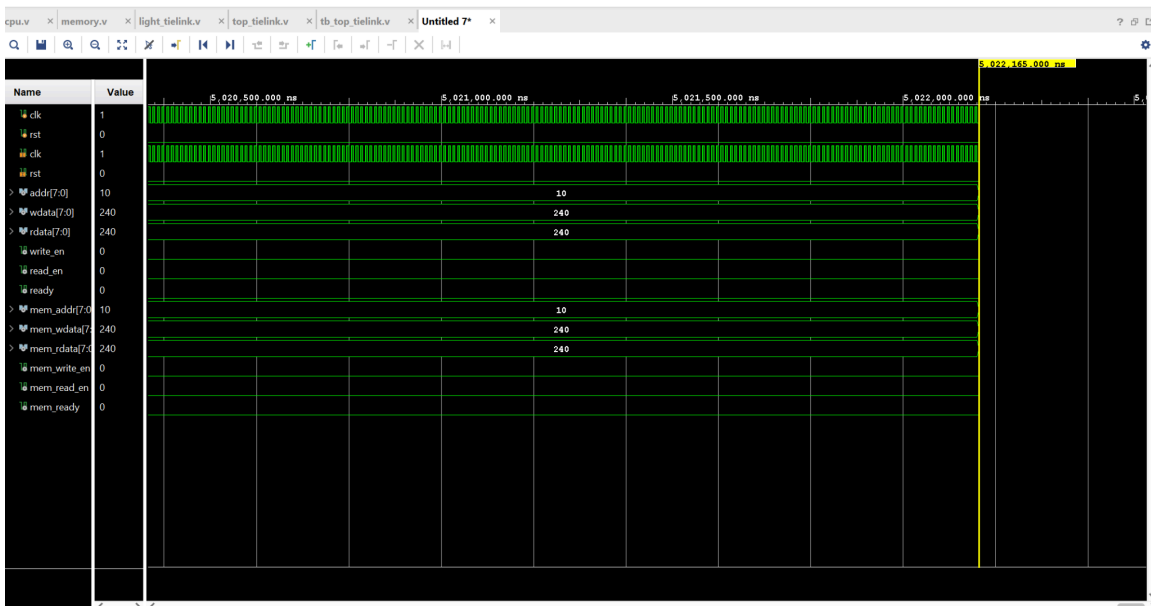 cpu.v × memory.v × light_tielink.v × top_tielink.v × tb_top_tielink.v × Untitled 7* × ?
5,022,165.000 ns
Name Value
5,020,500.000 ns 5,021,000.000 ns 5,021,500.000 ns 5,022,000.000 ns 5,
clk 1
rst 0
clk 1
rst 0
addr[7:0] 10 10
wdata[7:0] 240 240
rdata[7:0] 240 240
write_en 0
read_en 0
ready 0
mem_addr[7:0 10 10
mem_wdata[7: 240 240
mem_rdata[7:0 240 240
mem_write_en 0
mem_read_en 0
mem_ready 0